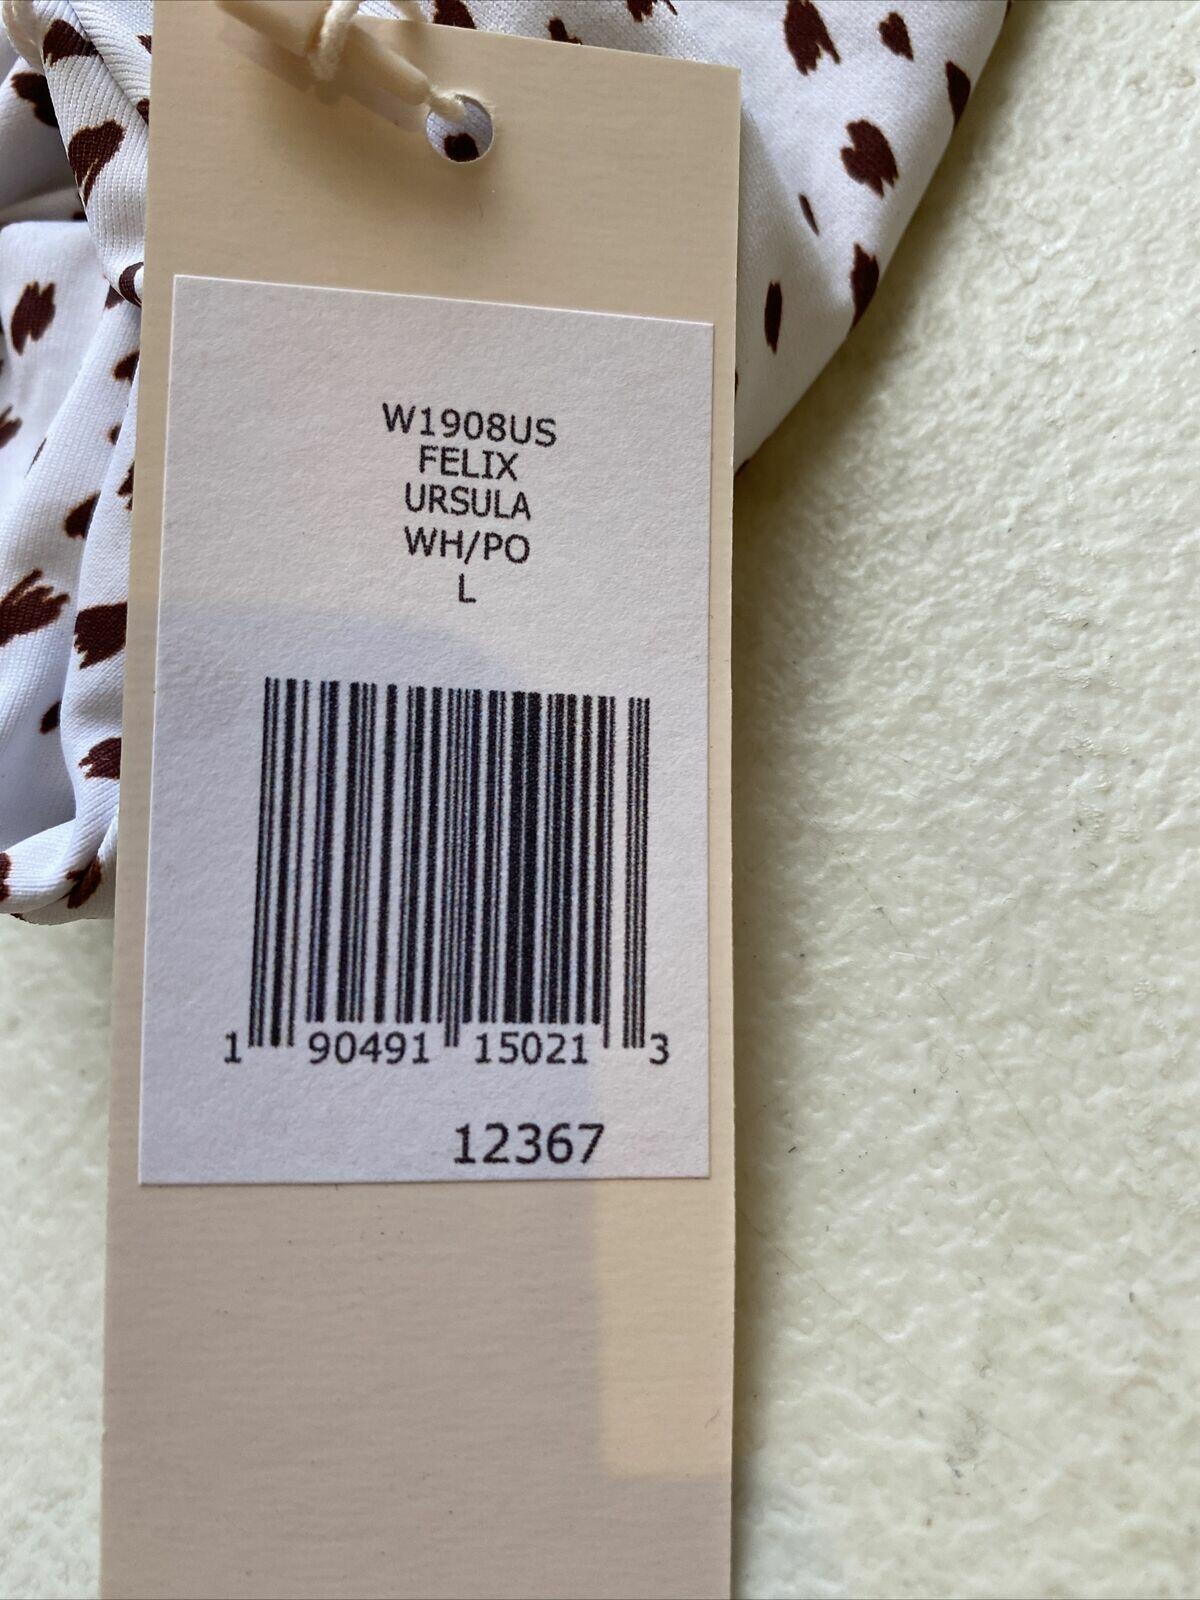 W1908US
FELIX
URSULA
WH/PO
L
1 90491 15021 3
12367